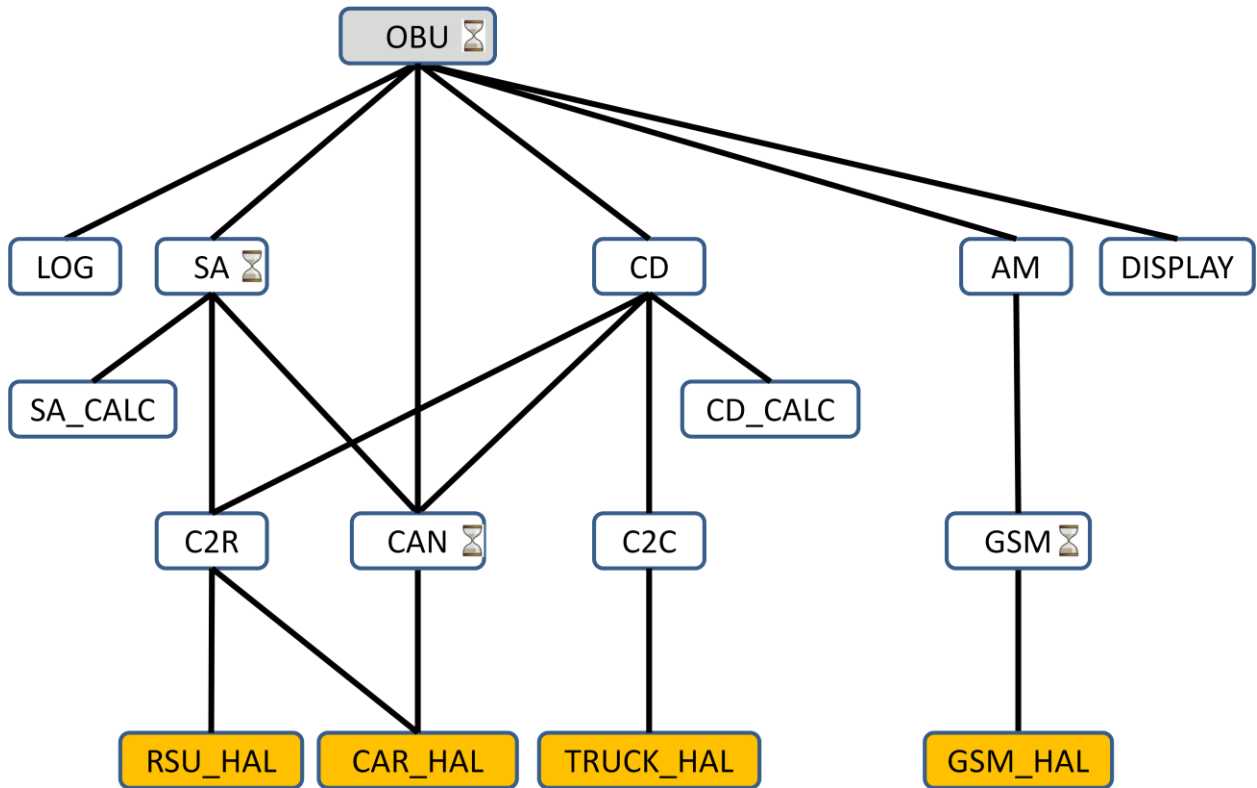 OBU
LOG
SA
CD
AM
DISPLAY
SA_CALC
CD_CALC
C2R
CAN
C2C
GSM
RSU_HAL
CAR_HAL
TRUCK_HAL
GSM_HAL